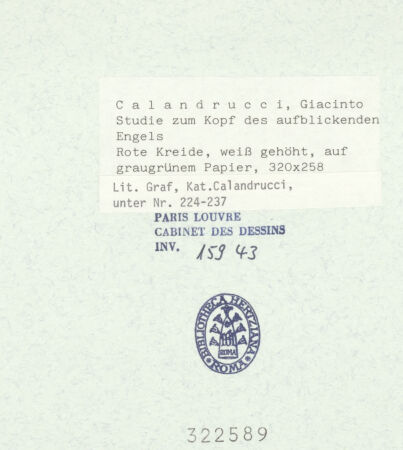 C a l a n d r u c c i, Giacinto
Studie zum Kopf des aufblickenden
Engels
Rote Kreide, weiß gehöht, auf
graugrünem Papier, 320x258
Lit. Graf, Kat.Calandrucci,
unter Nr. 224-237
PARIS LOUVRE
CABINET DES DESSINS
INV. 159 43
BIBLIOTHECA HERTZIANA
ROMA
ROMA
322589